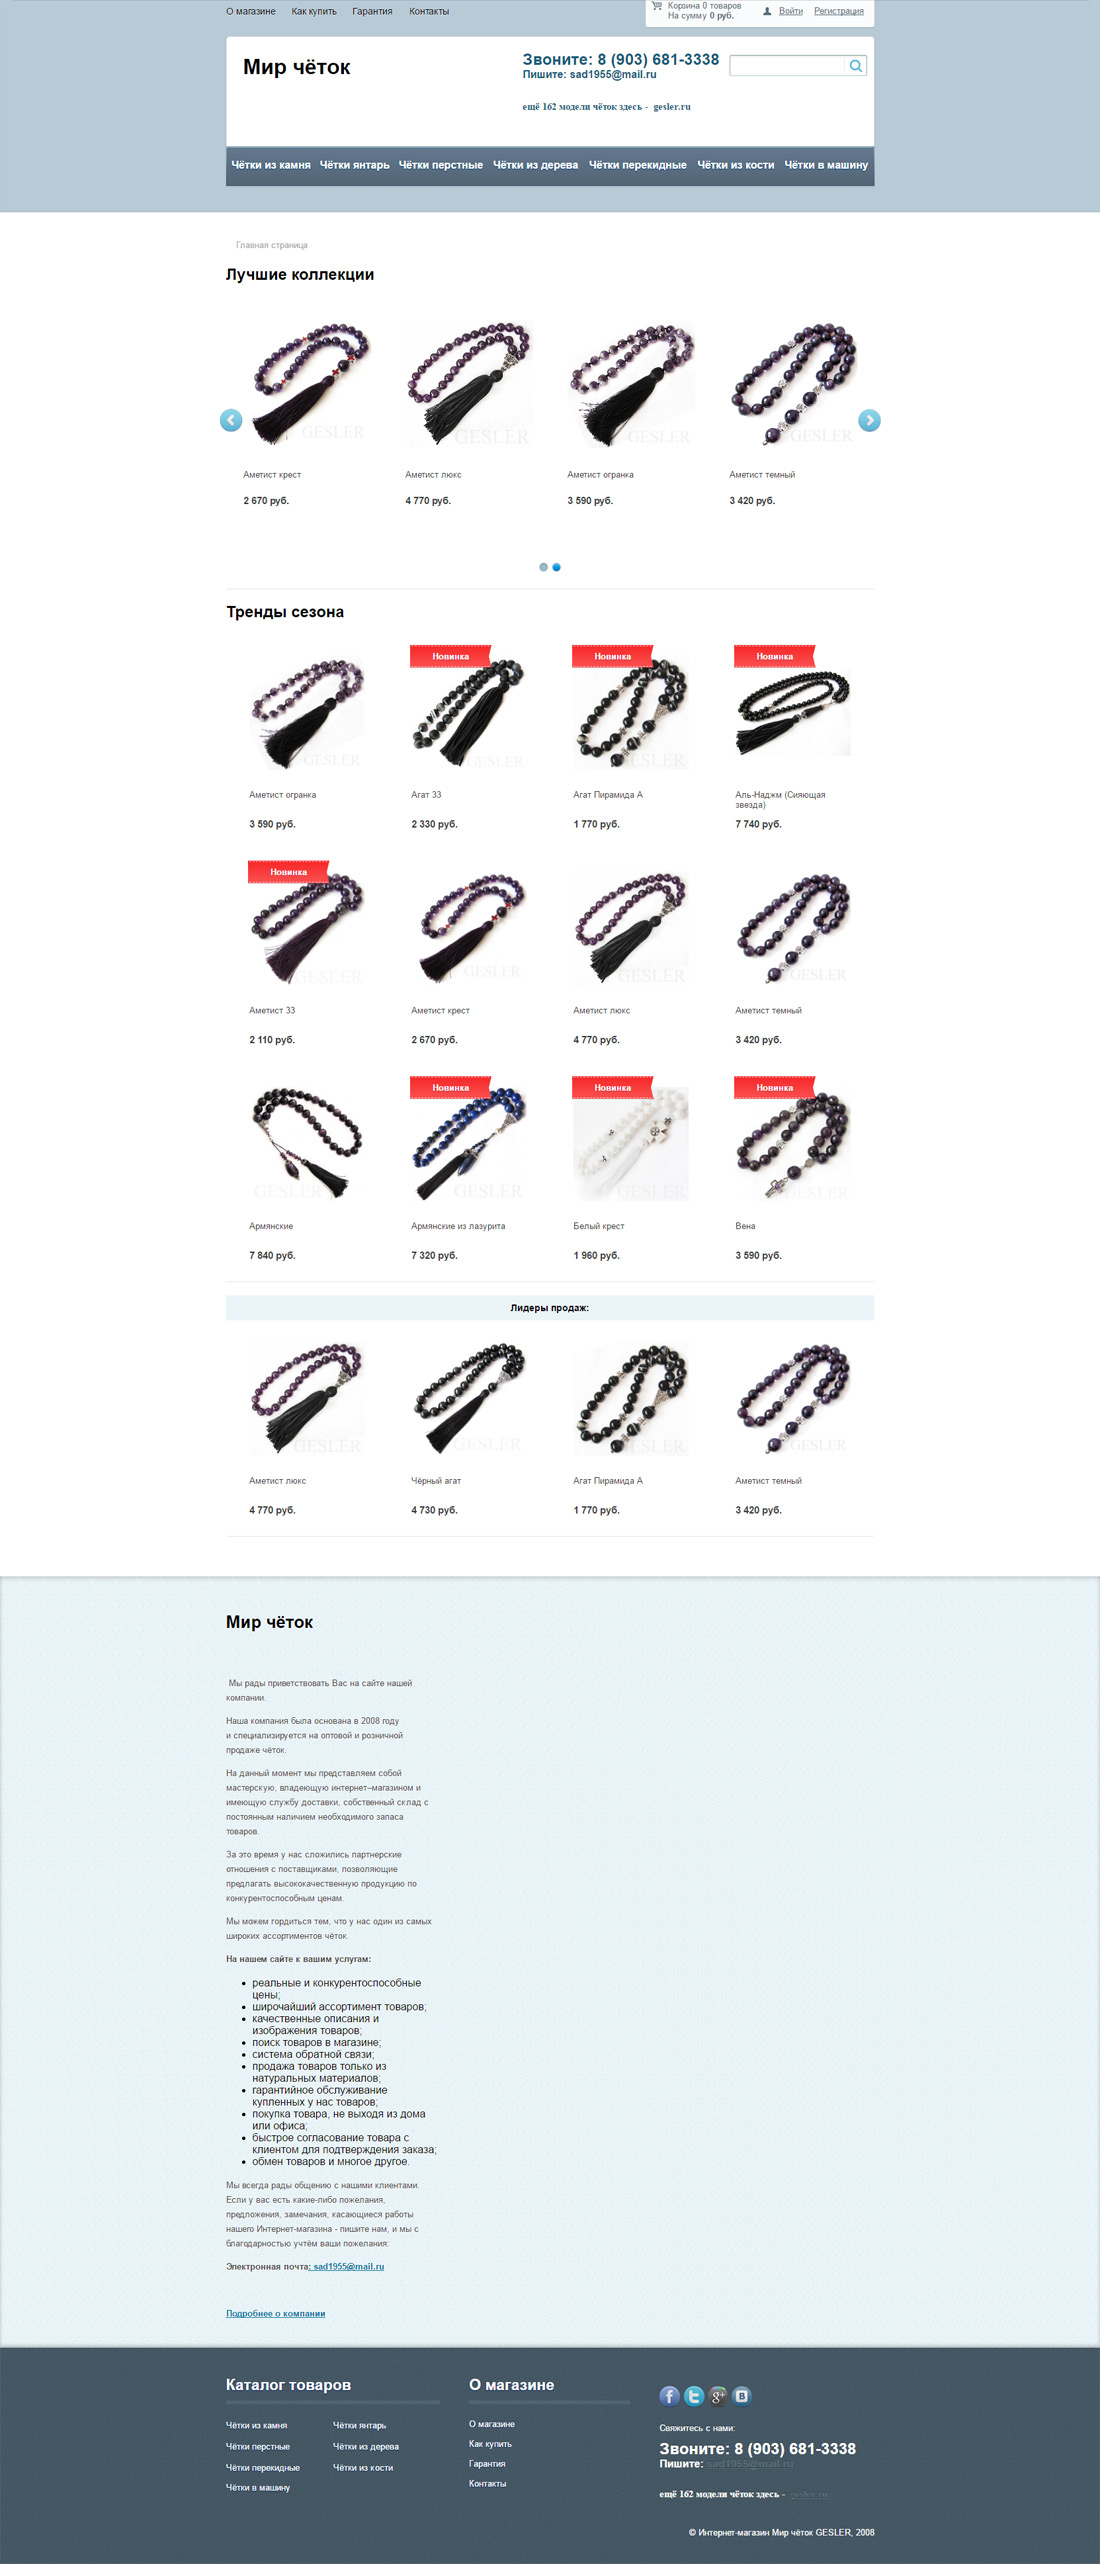 О магазине Как купить Гарантия Контакты
Корзина 0 товаров
На сумму 0 руб.
Войти Регистрация
Мир чёток
Звоните: 8 (903) 681-3338
Пишите: sad1955@mail.ru
ещё 162 модели чёток здесь - gesler.ru
Чётки из камня Чётки янтарь Чётки перстные Чётки из дерева Чётки перекидные Чётки из кости Чётки в машину
Главная страница
Лучшие коллекции
GESLER GESLER GESLER GESLER
Аметист крест Аметист люкс Аметист огранка Аметист темный
2 670 руб. 4 770 руб. 3 590 руб. 3 420 руб.
Тренды сезона
Новинка Новинка Новинка
GESLER GESLER GESLER
Аметист огранка Агат 33 Агат Пирамида А Аль-Наджм (Сияющая
звезда)
3 590 руб. 2 330 руб. 1 770 руб. 7 740 руб.
Новинка
GESLER GESLER GESLER GESLER
Аметист 33 Аметист крест Аметист люкс Аметист темный
2 110 руб. 2 670 руб. 4 770 руб. 3 420 руб.
Новинка Новинка Новинка
GESLER GESLER GESLER GESLER
Армянские Армянские из лазурита Белый крест Вена
7 840 руб. 7 320 руб. 1 960 руб. 3 590 руб.
Лидеры продаж:
GESLER GESLER GESLER GESLER
Аметист люкс Чёрный агат Агат Пирамида А Аметист темный
4 770 руб. 4 730 руб. 1 770 руб. 3 420 руб.
Мир чёток
Мы рады приветствовать Вас на сайте нашей
компании.
Наша компания была основана в 2008 году
и специализируется на оптовой и розничной
продаже чёток.
На данный момент мы представляем собой
мастерскую, владеющую интернет–магазином и
имеющую службу доставки, собственный склад с
постоянным наличием необходимого запаса
товаров.
За это время у нас сложились партнерские
отношения с поставщиками, позволяющие
предлагать высококачественную продукцию по
конкурентоспособным ценам.
Мы можем гордиться тем, что у нас один из самых
широких ассортиментов чёток.
На нашем сайте к вашим услугам:
• реальные и конкурентоспособные
цены;
• широчайший ассортимент товаров;
• качественные описания и
изображения товаров;
• поиск товаров в магазине;
• система обратной связи;
• продажа товаров только из
натуральных материалов;
• гарантийное обслуживание
купленных у нас товаров;
• покупка товара, не выходя из дома
или офиса;
• быстрое согласование товара с
клиентом для подтверждения заказа;
• обмен товаров и многое другое.
Мы всегда рады общению с нашими клиентами.
Если у вас есть какие-либо пожелания,
предложения, замечания, касающиеся работы
нашего Интернет-магазина - пишите нам, и мы с
благодарностью учтём ваши пожелания:
Электронная почта: sad1955@mail.ru
Подробнее о компании
Каталог товаров
Чётки из камня Чётки янтарь
Чётки перстные Чётки из дерева
Чётки перекидные Чётки из кости
Чётки в машину
О магазине
О магазине
Как купить
Гарантия
Контакты
Свяжитесь с нами:
Звоните: 8 (903) 681-3338
Пишите: sad1955@mail.ru
ещё 162 модели чёток здесь - gesler.ru
© Интернет-магазин Мир чёток GESLER, 2008